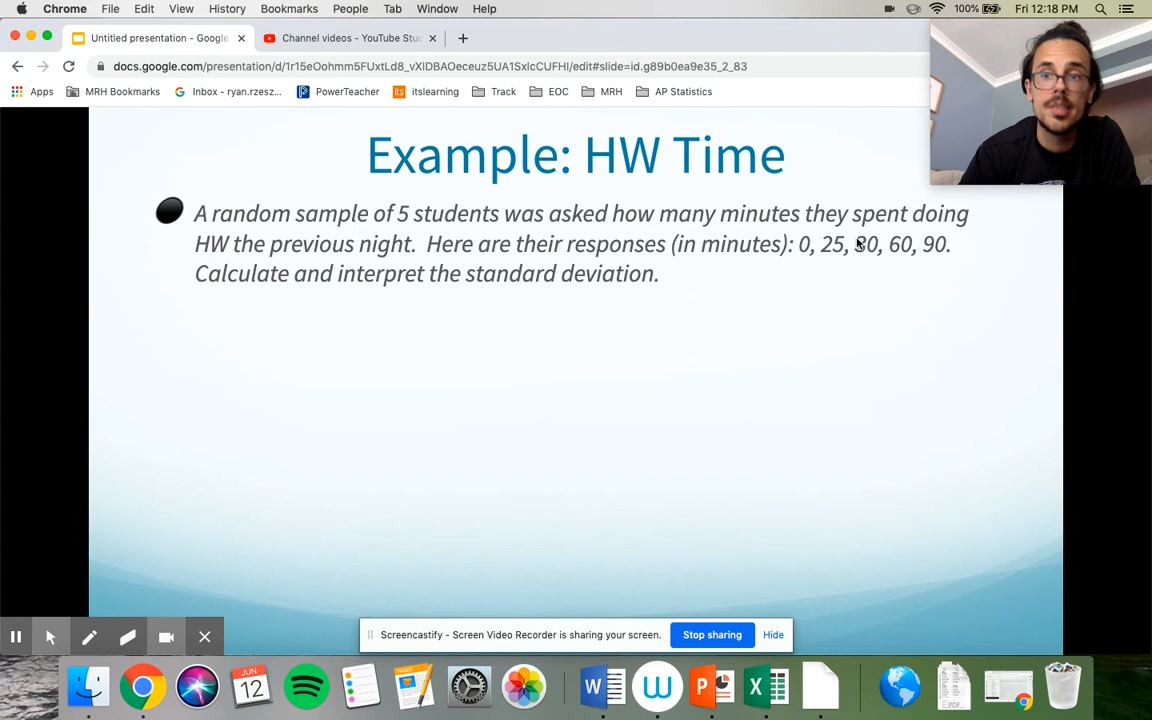 Chrome File Edit View History Bookmarks People Tab Window Help 100% Fri 12:18 PM
Untitled presentation - Google
Channel videos - YouTube Stu
docs.google.com/presentation/d/1r15eOohmm5FUxtLd8_vXlDBAOeceuz5UA1SxlcCUFHI/edit#slide=id.g89b0ea9e35_2_83
Apps MRH Bookmarks Inbox - ryan.rzesz... PowerTeacher its itslearning Track EOC MRH AP Statistics
Example: HW Time
A random sample of 5 students was asked how many minutes they spent doing
HW the previous night. Here are their responses (in minutes): 0, 25, 30, 60, 90.
Calculate and interpret the standard deviation.
Screencastify - Screen Video Recorder is sharing your screen. Stop sharing Hide
JUN
12
PAGES
W
W
P
X
PDF